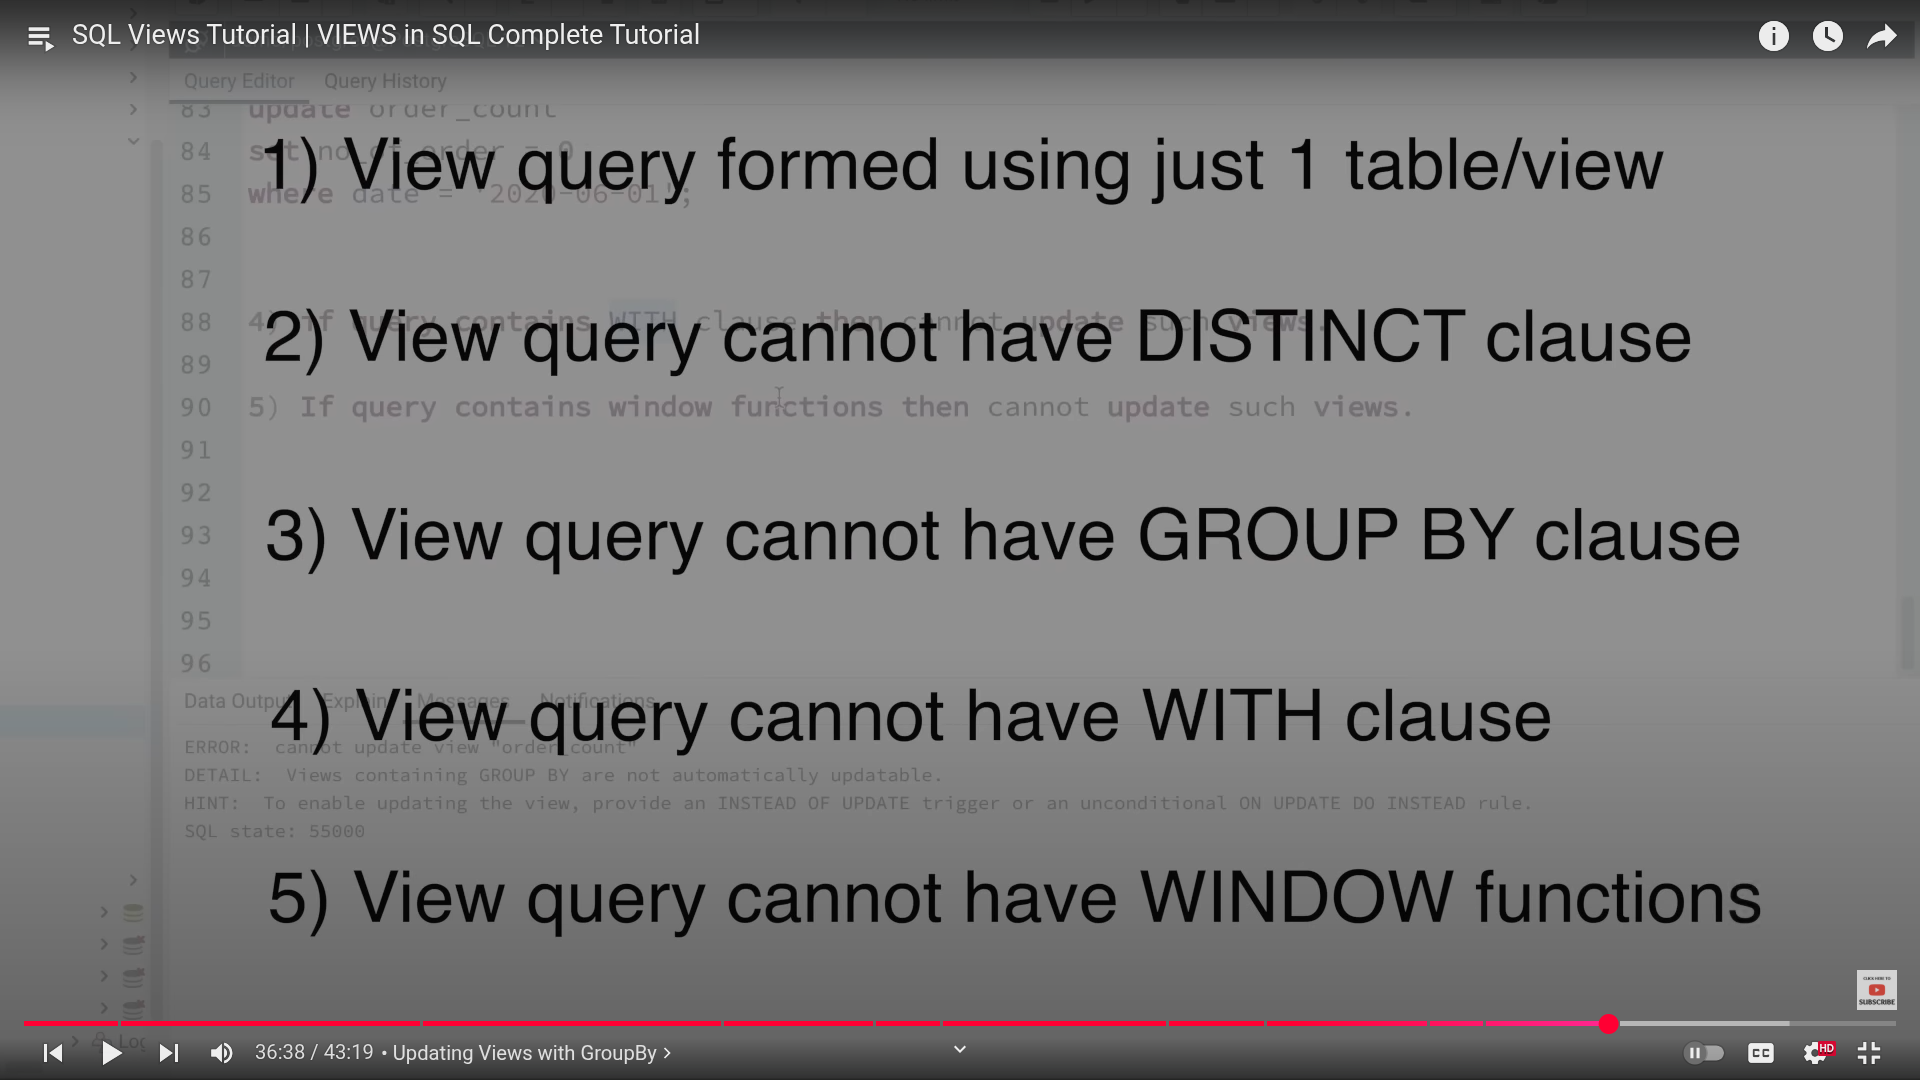 SQL Views Tutorial | VIEWS in SQL Complete Tutorial
Query Editor Query History
83 update order_count
84 set no_of_order = 0
85 where date = '2020-06-01';
1) View query formed using just 1 table/view
86
87
88 4) if query contains WITH clause then cannot update such views.
2) View query cannot have DISTINCT clause
89
90 5) If query contains window functions then cannot update such views.
91
92
93
3) View query cannot have GROUP BY clause
94
95
96
Data Output Explain Messages Notifications
4) View query cannot have WITH clause
ERROR: cannot update view "order_count"
DETAIL: Views containing GROUP BY are not automatically updatable.
HINT: To enable updating the view, provide an INSTEAD OF UPDATE trigger or an unconditional ON UPDATE DO INSTEAD rule.
SQL state: 55000
5) View query cannot have WINDOW functions
CLICK HERE TO
SUBSCRIBE
36:38 / 43:19 • Updating Views with GroupBy
CC
HD